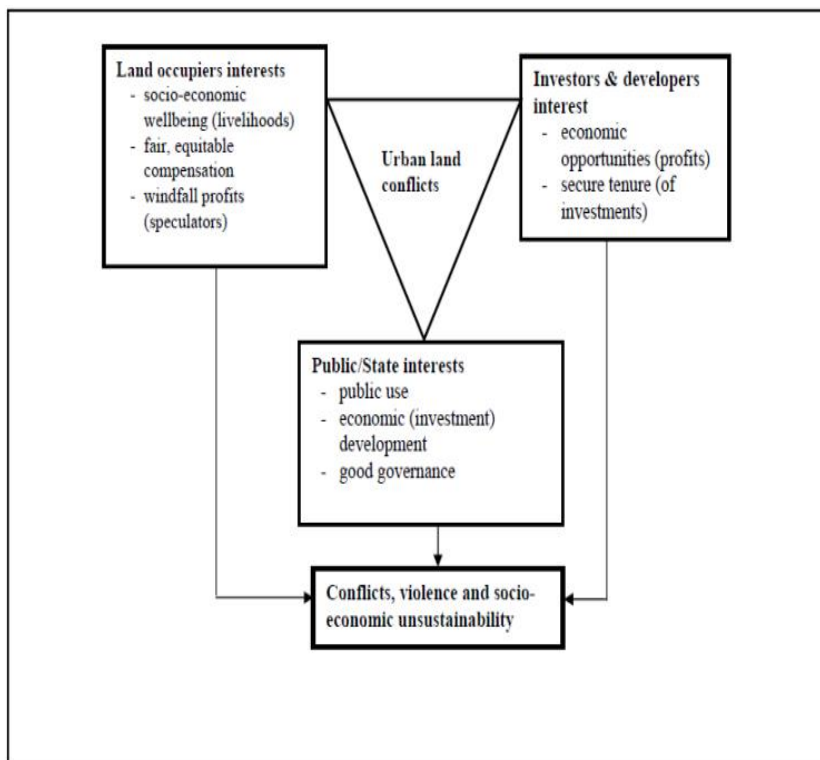 Land occupiers interests
- socio-economic
wellbeing (livelihoods)
- fair, equitable
compensation
- windfall profits
(speculators)
Urban land
conflicts
Investors & developers
interest
- economic
opportunities (profits)
- secure tenure (of
investments)
Public/State interests
- public use
- economic (investment)
development
- good governance
Conflicts, violence and socio-
economic unsustainability